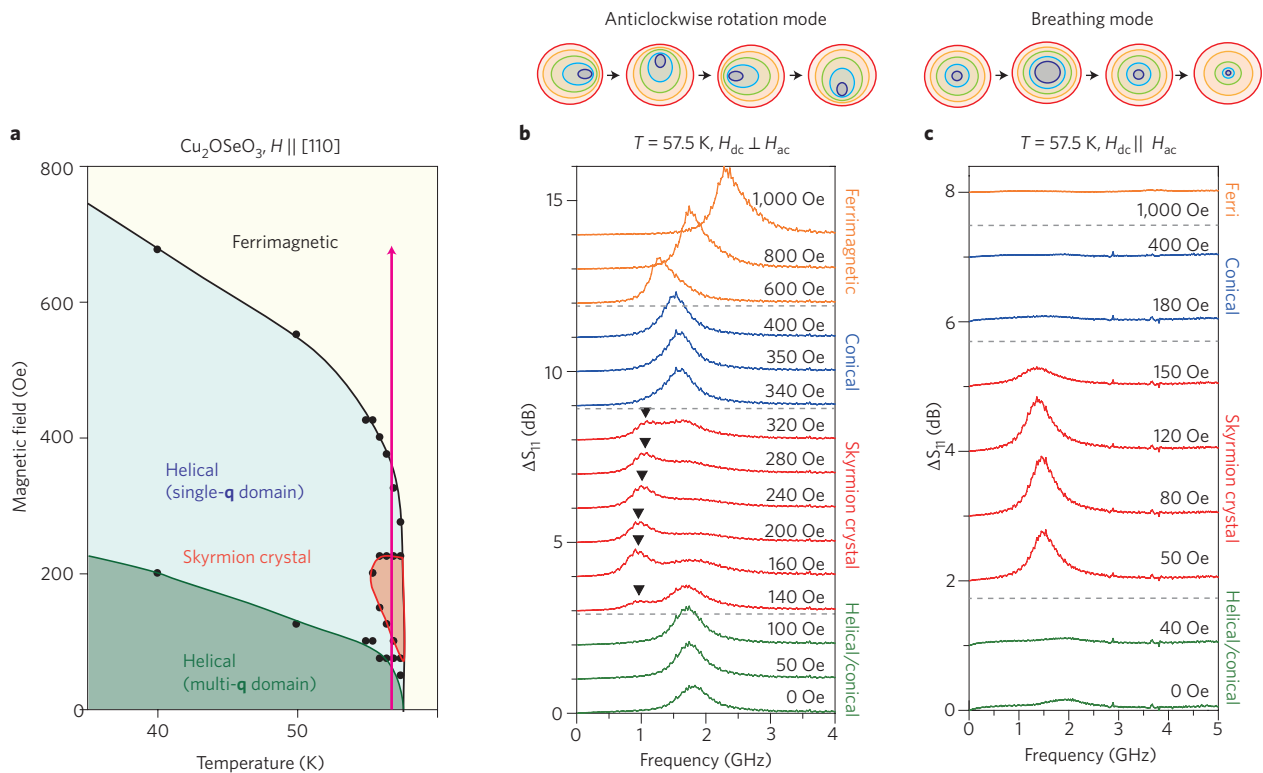 Anticlockwise rotation mode
Breathing mode
a
Cu₂OSeO₃, H || [110]
800
600
400
200
0
Magnetic field (Oe)
Ferrimagnetic
Helical
(single-q domain)
Skyrmion crystal
Helical
(multi-q domain)
40
50
Temperature (K)
b
T = 57.5 K, H_dc ⊥ H_ac
15
10
5
0
ΔS₁₁ (dB)
1,000 Oe
800 Oe
600 Oe
400 Oe
350 Oe
340 Oe
320 Oe
280 Oe
240 Oe
200 Oe
160 Oe
140 Oe
100 Oe
50 Oe
0 Oe
Ferrimagnetic
Conical
Skyrmion crystal
Helical/conical
0
1
2
3
4
Frequency (GHz)
c
T = 57.5 K, H_dc || H_ac
8
6
4
2
0
ΔS₁₁ (dB)
1,000 Oe
400 Oe
180 Oe
150 Oe
120 Oe
80 Oe
50 Oe
40 Oe
0 Oe
Ferri
Conical
Skyrmion crystal
Helical/conical
0
1
2
3
4
5
Frequency (GHz)